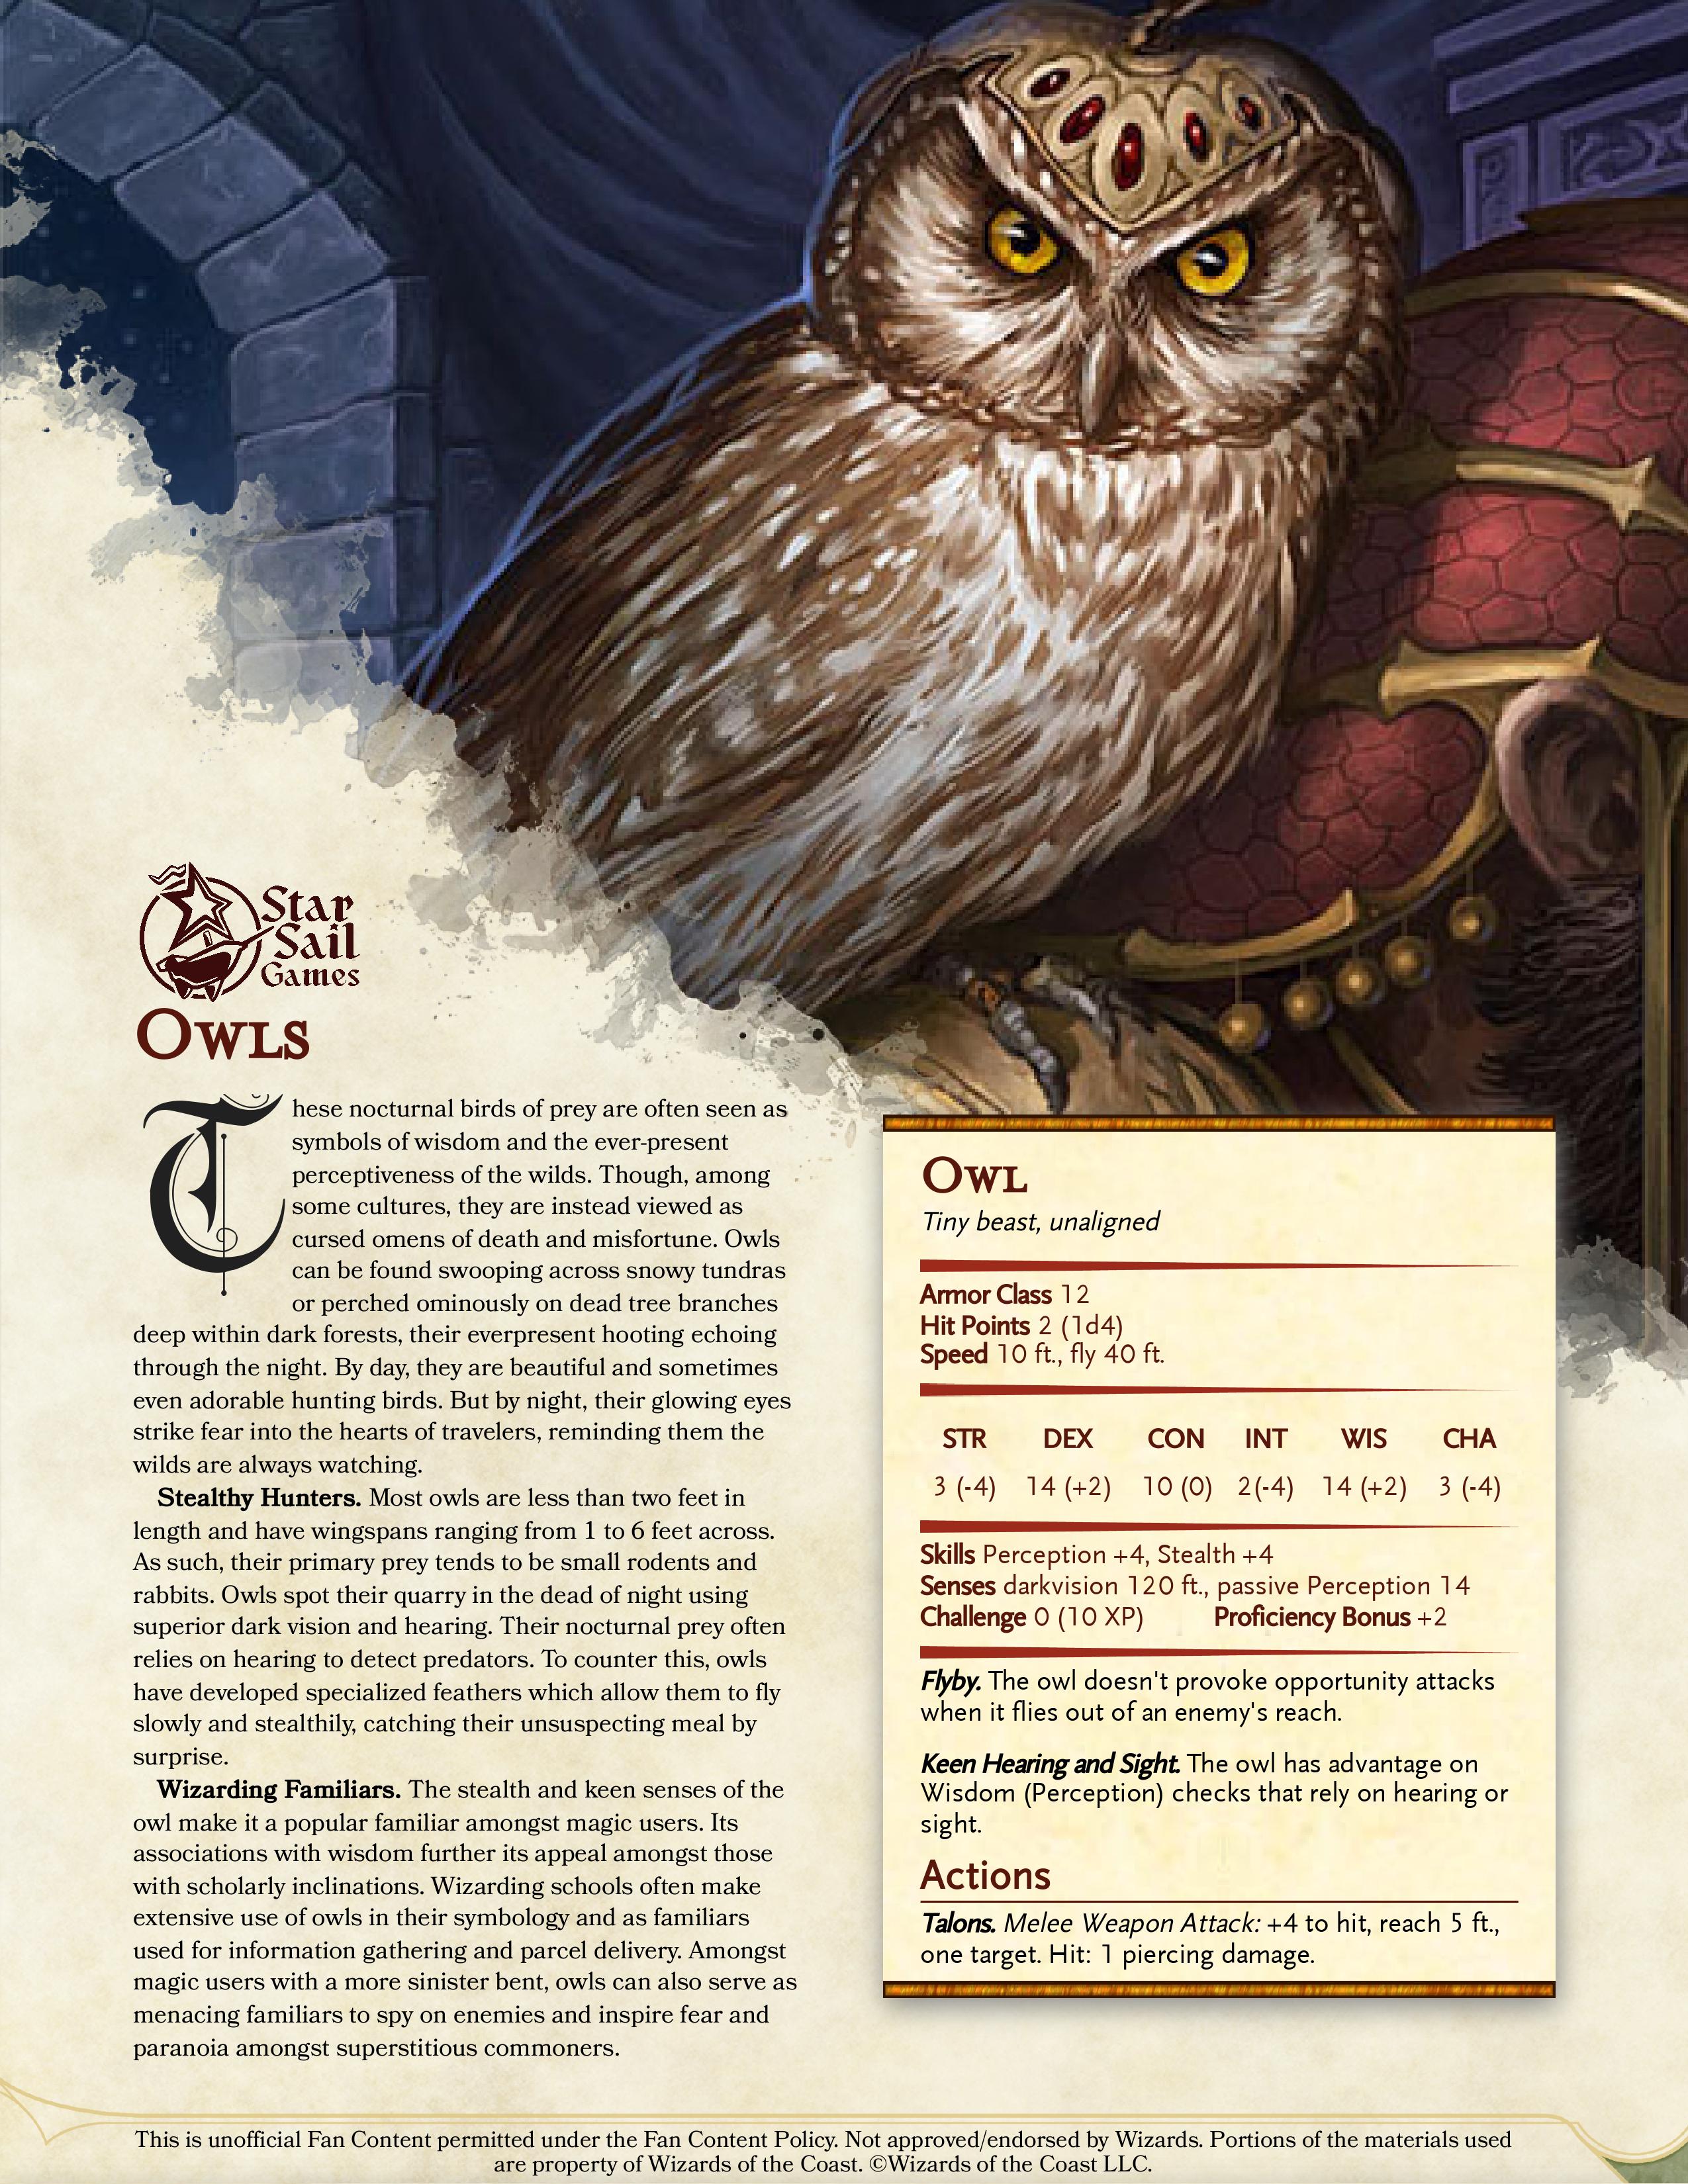 Star
Sail
Games
Owls
These nocturnal birds of prey are often seen as
symbols of wisdom and the ever-present
perceptiveness of the wilds. Though, among
some cultures, they are instead viewed as
cursed omens of death and misfortune. Owls
can be found swooping across snowy tundras
or perched ominously on dead tree branches
deep within dark forests, their everpresent hooting echoing
through the night. By day, they are beautiful and sometimes
even adorable hunting birds. But by night, their glowing eyes
strike fear into the hearts of travelers, reminding them the
wilds are always watching.
Stealthy Hunters. Most owls are less than two feet in
length and have wingspans ranging from 1 to 6 feet across.
As such, their primary prey tends to be small rodents and
rabbits. Owls spot their quarry in the dead of night using
superior dark vision and hearing. Their nocturnal prey often
relies on hearing to detect predators. To counter this, owls
have developed specialized feathers which allow them to fly
slowly and stealthily, catching their unsuspecting meal by
surprise.
Wizarding Familiars. The stealth and keen senses of the
owl make it a popular familiar amongst magic users. Its
associations with wisdom further its appeal amongst those
with scholarly inclinations. Wizarding schools often make
extensive use of owls in their symbology and as familiars
used for information gathering and parcel delivery. Amongst
magic users with a more sinister bent, owls can also serve as
menacing familiars to spy on enemies and inspire fear and
paranoia amongst superstitious commoners.
Owl
Tiny beast, unaligned
Armor Class 12
Hit Points 2 (1d4)
Speed 10 ft., fly 40 ft.
STR DEX CON INT WIS CHA
3 (-4) 14 (+2) 10 (0) 2(-4) 14 (+2) 3 (-4)
Skills Perception +4, Stealth +4
Senses darkvision 120 ft., passive Perception 14
Challenge 0 (10 XP) Proficiency Bonus +2
Flyby. The owl doesn't provoke opportunity attacks
when it flies out of an enemy's reach.
Keen Hearing and Sight. The owl has advantage on
Wisdom (Perception) checks that rely on hearing or
sight.
Actions
Talons. Melee Weapon Attack: +4 to hit, reach 5 ft.,
one target. Hit: 1 piercing damage.
This is unofficial Fan Content permitted under the Fan Content Policy. Not approved/endorsed by Wizards. Portions of the materials used
are property of Wizards of the Coast. ©Wizards of the Coast LLC.